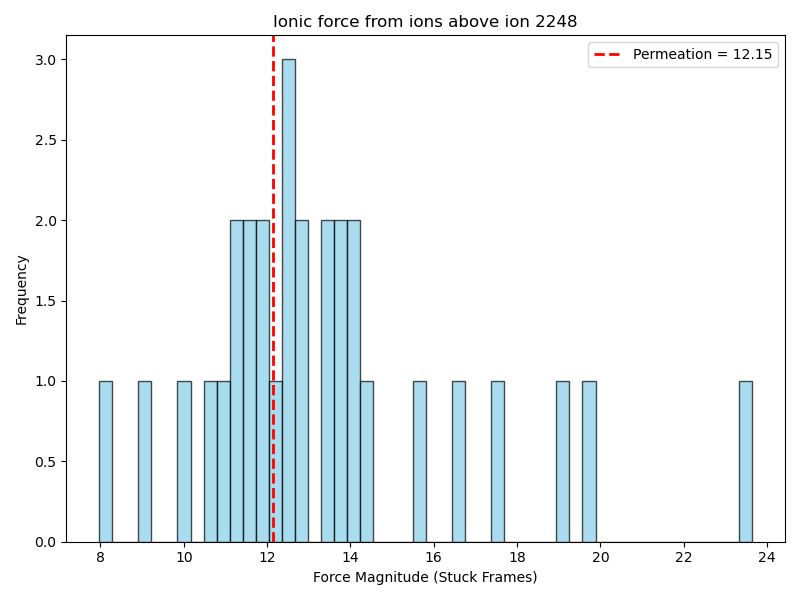 Ionic force from ions above ion 2248
Permeation = 12.15
3.0
2.5
2.0
1.5
1.0
0.5
0.0
Frequency
8 10 12 14 16 18 20 22 24
Force Magnitude (Stuck Frames)